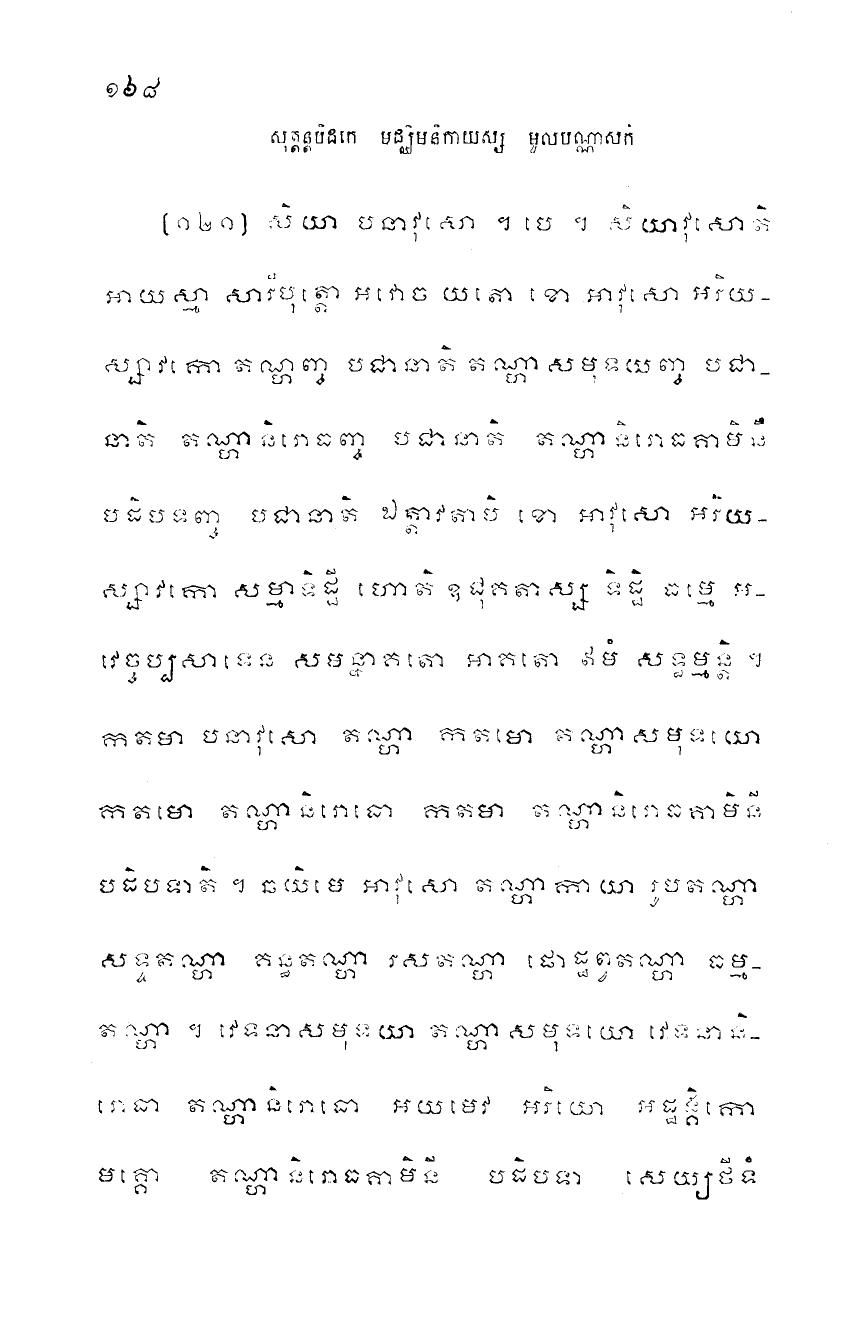 ១៦៨
សុត្តន្តបិដកេ មជ្ឈិមនិកាយស្ស មូលបណ្ណាសកំ
[១២១] សិយា បនាវុសោ ។ បេ ។ សិយាវុសោតិ
អាយស្មា សារីបុត្តោ អវោច យតោ ខោ អាវុសោ អរិយ-
ស្សាវកោ តណ្ហញ្ច បជានាតិ តណ្ហាសមុទយញ្ច បជា-
នាតិ តណ្ហានិរោធញ្ច បជានាតិ តណ្ហានិរោធគាមិនឹ
បដិបទញ្ច បជានាតិ ឯត្តាវតាបិ ខោ អាវុសោ អរិយ-
ស្សាវកោ សម្មាទិដ្ឋី ហោតិ ឧជុគតាស្ស ទិដ្ឋិ ធម្មេ អ-
វេច្ចប្បសាទេន សមន្នាគតោ អាគតោ ឥមំ សទ្ធម្មន្តិ ។
កតមា បនាវុសោ តណ្ហា កតមោ តណ្ហាសមុទយោ
កតមោ តណ្ហានិរោធោ កតមា តណ្ហានិរោធគាមិនី
បដិបទាតិ ។ ឆយិមេ អាវុសោ តណ្ហាកាយា រូបតណ្ហា
សទ្ទតណ្ហា គន្ធតណ្ហា រសតណ្ហា ផោដ្ឋព្វតណ្ហា ធម្ម-
តណ្ហា ។ វេទនាសមុទយា តណ្ហាសមុទយោ វេទនានិ-
រោធា តណ្ហានិរោធោ អយមេវ អរិយោ អដ្ឋង្គិកោ
មគ្គោ តណ្ហានិរោធគាមិនី បដិបទា សេយ្យថីទំ